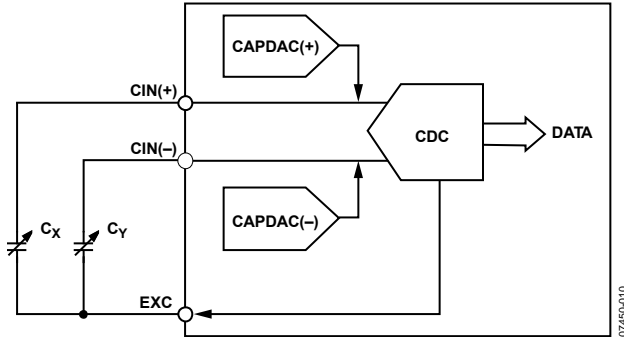 CAPDAC(+)
CIN(+)
CDC
DATA
CIN(–)
CAPDAC(–)
CX
CY
EXC
07450-010